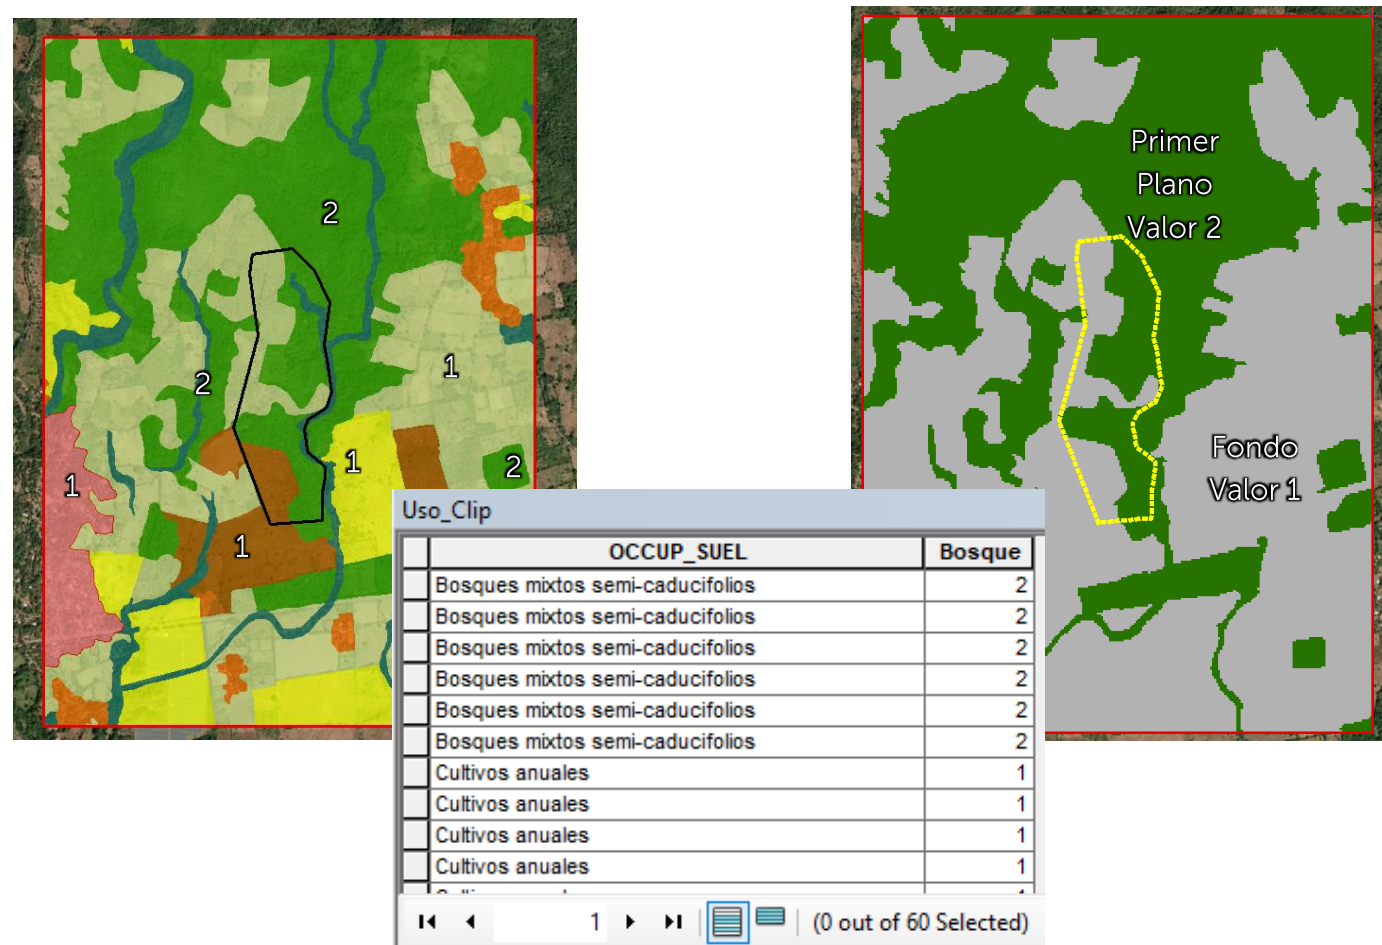 2
2
1
1
1
2
1
Primer
Plano
Valor 2
Fondo
Valor 1
Uso_Clip
OCCUP_SUEL Bosque
Bosques mixtos semi-caducifolios 2
Bosques mixtos semi-caducifolios 2
Bosques mixtos semi-caducifolios 2
Bosques mixtos semi-caducifolios 2
Bosques mixtos semi-caducifolios 2
Bosques mixtos semi-caducifolios 2
Cultivos anuales 1
Cultivos anuales 1
Cultivos anuales 1
Cultivos anuales 1
1 (0 out of 60 Selected)